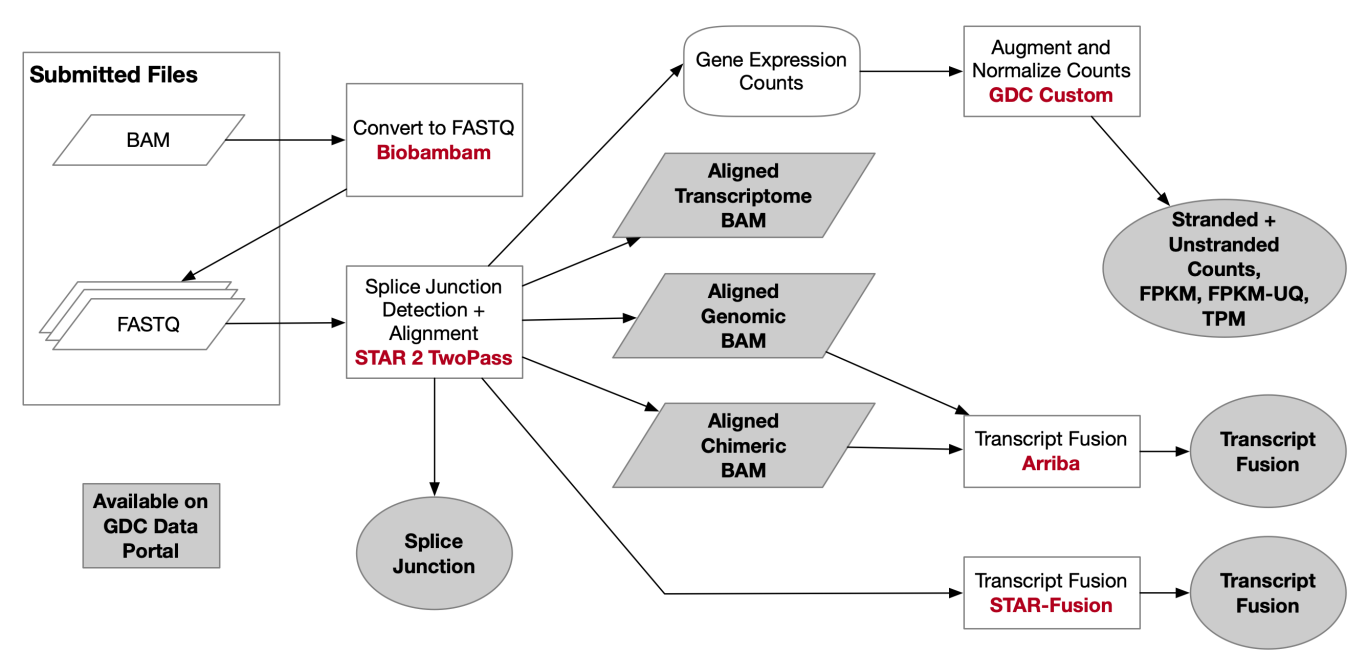 Submitted Files
BAM
FASTQ
Convert to FASTQ
Biobambam
Splice Junction
Detection +
Alignment
STAR 2 TwoPass
Gene Expression
Counts
Augment and
Normalize Counts
GDC Custom
Aligned
Transcriptome
BAM
Aligned
Genomic
BAM
Aligned
Chimeric
BAM
Stranded +
Unstranded
Counts,
FPKM, FPKM-UQ,
TPM
Transcript Fusion
Arriba
Transcript
Fusion
Available on
GDC Data
Portal
Splice
Junction
Transcript Fusion
STAR-Fusion
Transcript
Fusion